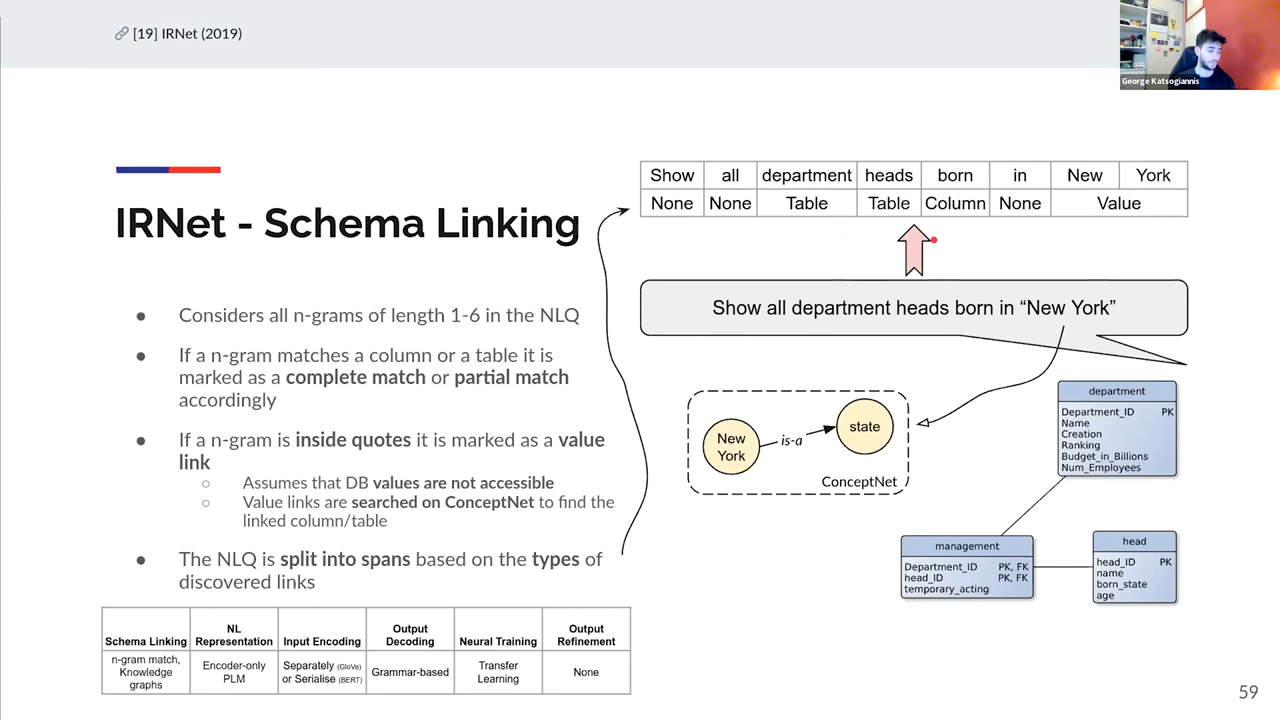 [19] IRNet (2019)
George Katsogiannis
IRNet - Schema Linking
● Considers all n-grams of length 1-6 in the NLQ
● If a n-gram matches a column or a table it is
marked as a complete match or partial match
accordingly
● If a n-gram is inside quotes it is marked as a value
link
○ Assumes that DB values are not accessible
○ Value links are searched on ConceptNet to find the
linked column/table
● The NLQ is split into spans based on the types of
discovered links
Show all department heads born in New York
None None Table Table Column None Value
Show all department heads born in “New York”
New
York
is-a
state
ConceptNet
department
Department_ID PK
Name
Creation
Ranking
Budget_in_Billions
Num_Employees
management
Department_ID PK, FK
head_ID PK, FK
temporary_acting
head
head_ID PK
name
born_state
age
Schema Linking
NL
Representation
Input Encoding
Output
Decoding
Neural Training
Output
Refinement
n-gram match,
Knowledge
graphs
Encoder-only
PLM
Separately (GloVe)
or Serialise (BERT)
Grammar-based
Transfer
Learning
None
59